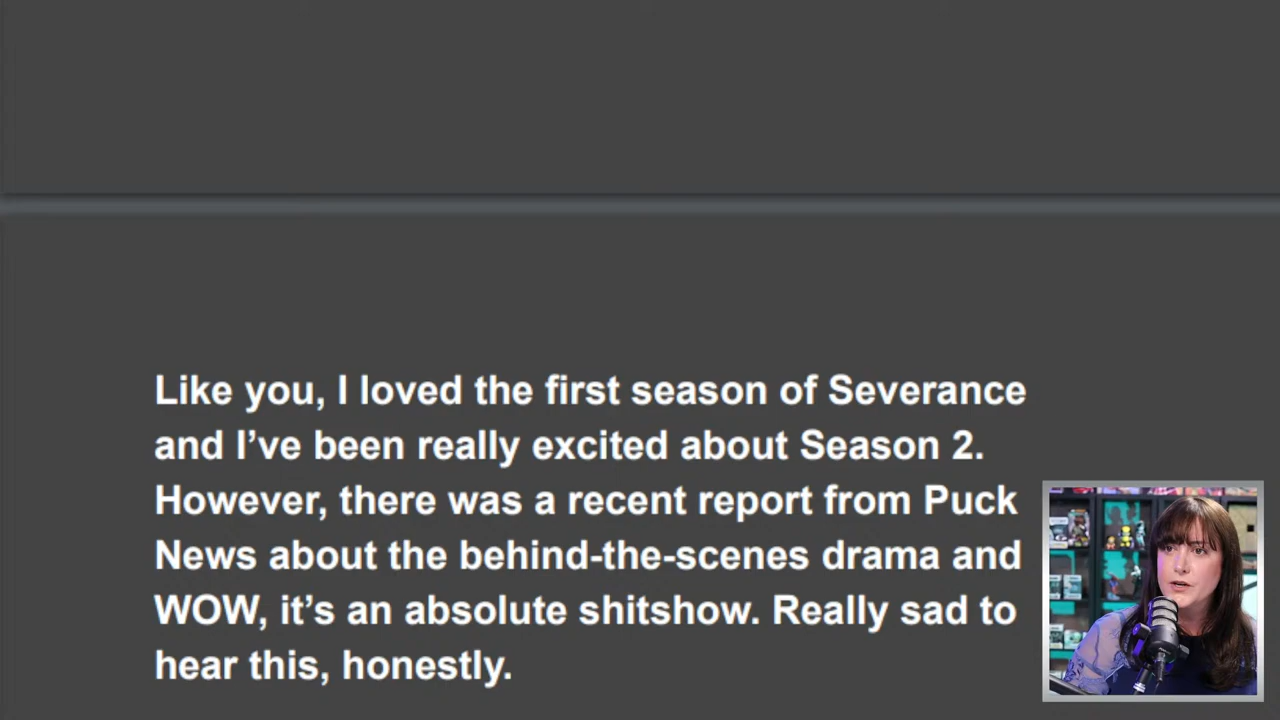 Like you, I loved the first season of Severance
and I’ve been really excited about Season 2.
However, there was a recent report from Puck
News about the behind-the-scenes drama and
WOW, it’s an absolute shitshow. Really sad to
hear this, honestly.